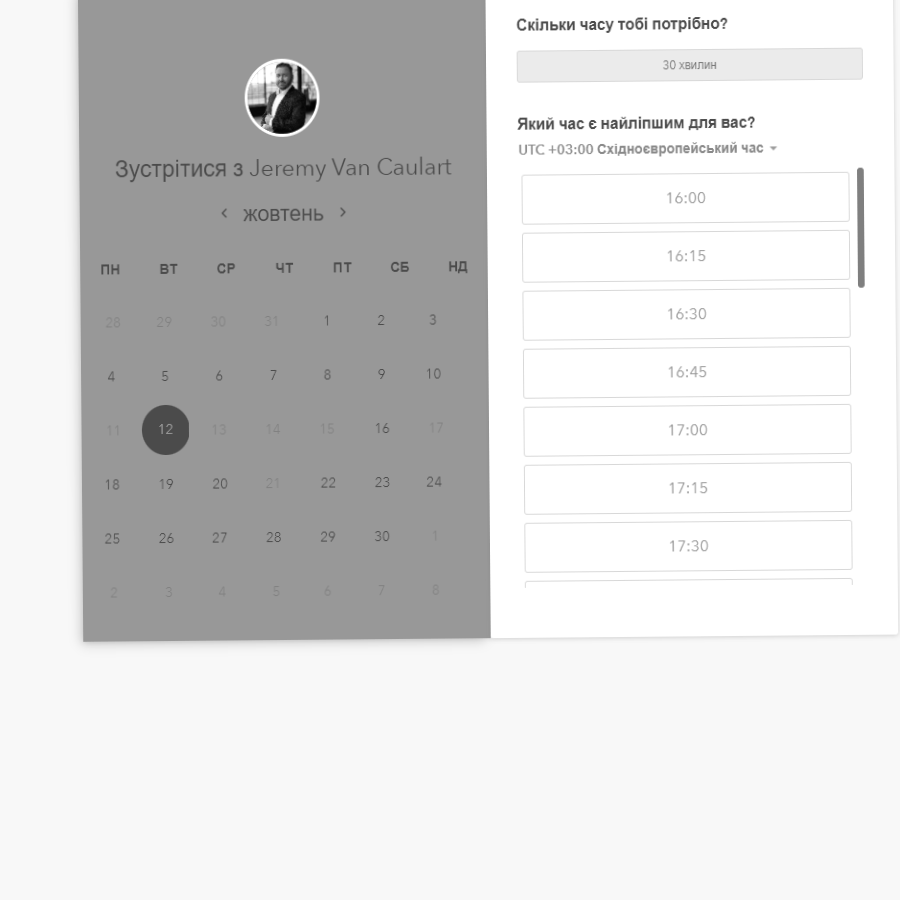 Зустрітися з Jeremy Van Caulart
жовтень
ПН ВТ СР ЧТ ПТ СБ НД
28 29 30 31 1 2 3
4 5 6 7 8 9 10
11 12 13 14 15 16 17
18 19 20 21 22 23 24
25 26 27 28 29 30 1
2 3 4 5 6 7 8
Скільки часу тобі потрібно?
30 хвилин
Який час є найліпшим для вас?
UTC +03:00 Східноєвропейський час
16:00
16:15
16:30
16:45
17:00
17:15
17:30